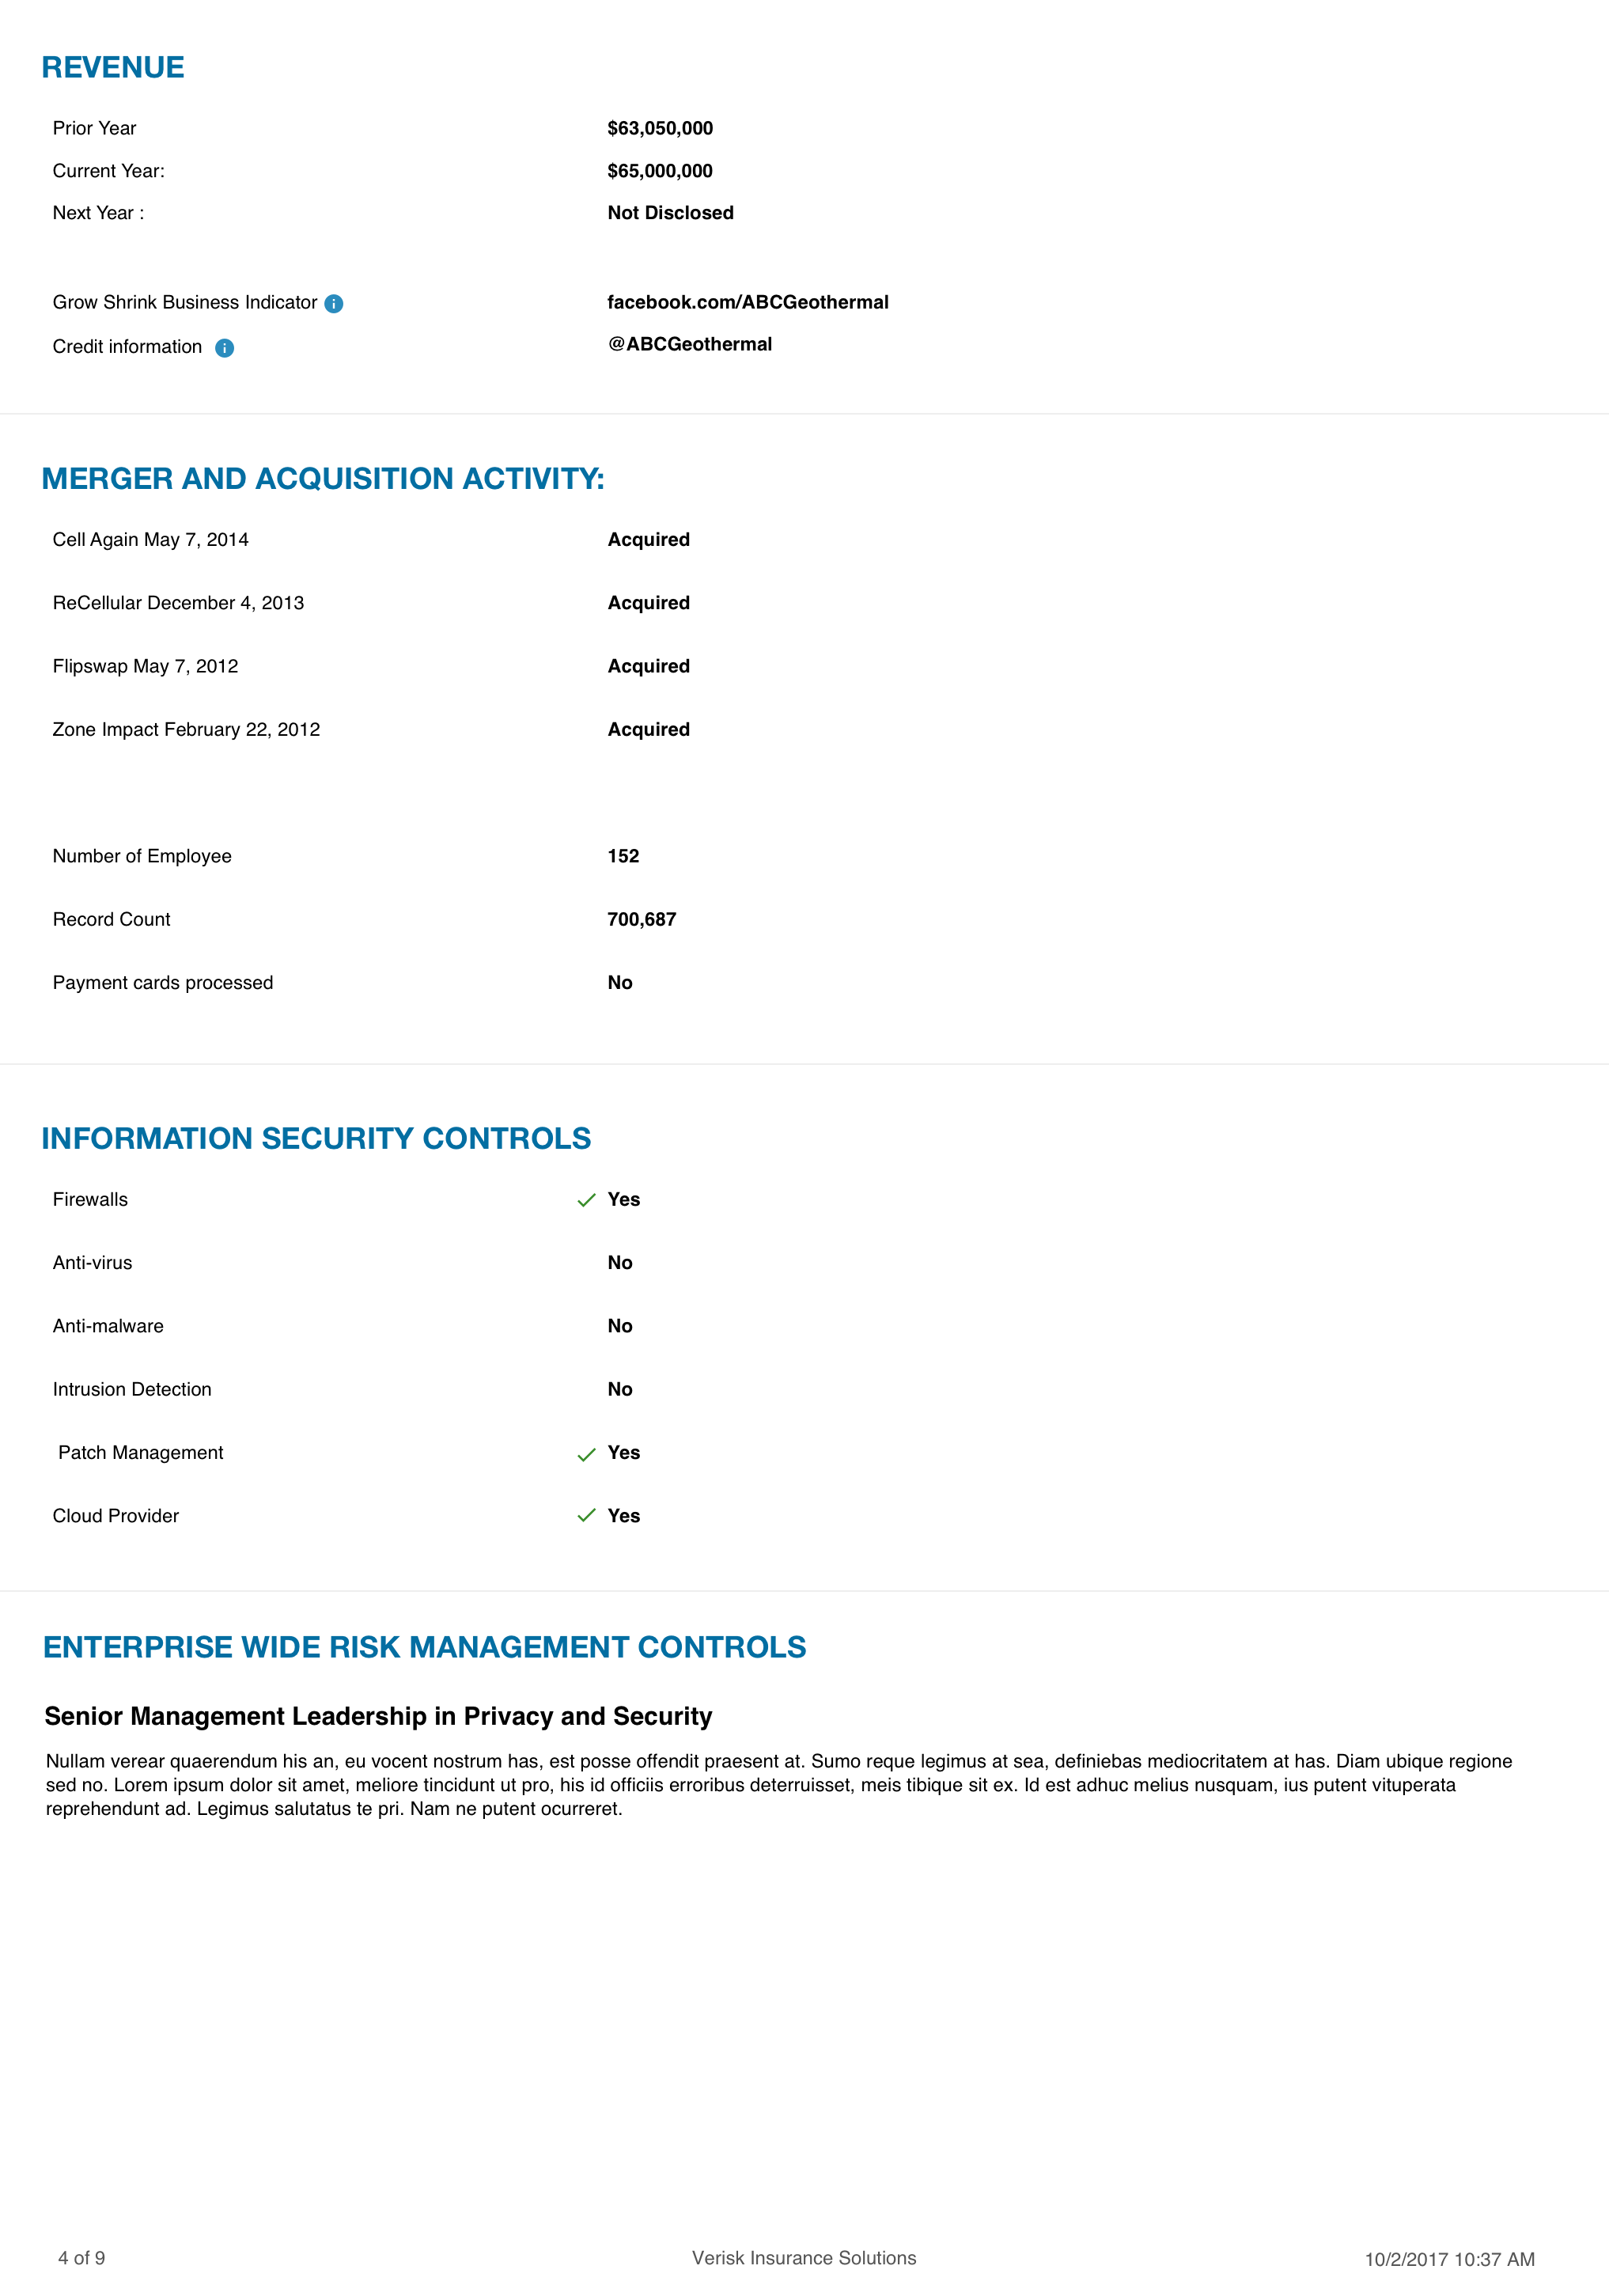 REVENUE
Prior Year $63,050,000
Current Year: $65,000,000
Next Year : Not Disclosed
Grow Shrink Business Indicator facebook.com/ABCGeothermal
Credit information @ABCGeothermal
MERGER AND ACQUISITION ACTIVITY:
Cell Again May 7, 2014 Acquired
ReCellular December 4, 2013 Acquired
Flipswap May 7, 2012 Acquired
Zone Impact February 22, 2012 Acquired
Number of Employee 152
Record Count 700,687
Payment cards processed No
INFORMATION SECURITY CONTROLS
Firewalls Yes
Anti-virus No
Anti-malware No
Intrusion Detection No
Patch Management Yes
Cloud Provider Yes
ENTERPRISE WIDE RISK MANAGEMENT CONTROLS
Senior Management Leadership in Privacy and Security
Nullam verear quaerendum his an, eu vocent nostrum has, est posse offendit praesent at. Sumo reque legimus at sea, definiebas mediocritatem at has. Diam ubique regione
sed no. Lorem ipsum dolor sit amet, meliore tincidunt ut pro, his id officiis erroribus deterruisset, meis tibique sit ex. Id est adhuc melius nusquam, ius putent vituperata
reprehendunt ad. Legimus salutatus te pri. Nam ne putent ocurreret.
4 of 9 Verisk Insurance Solutions 10/2/2017 10:37 AM